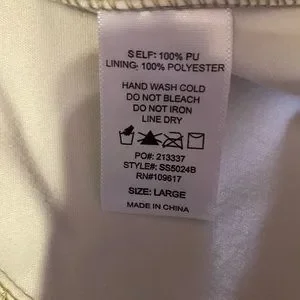 SELF: 100% PU
LINING: 100% POLYESTER
HAND WASH COLD
DO NOT BLEACH
DO NOT IRON
LINE DRY
PO#: 213337
STYLE#: SS5024B
RN#109617
SIZE: LARGE
MADE IN CHINA